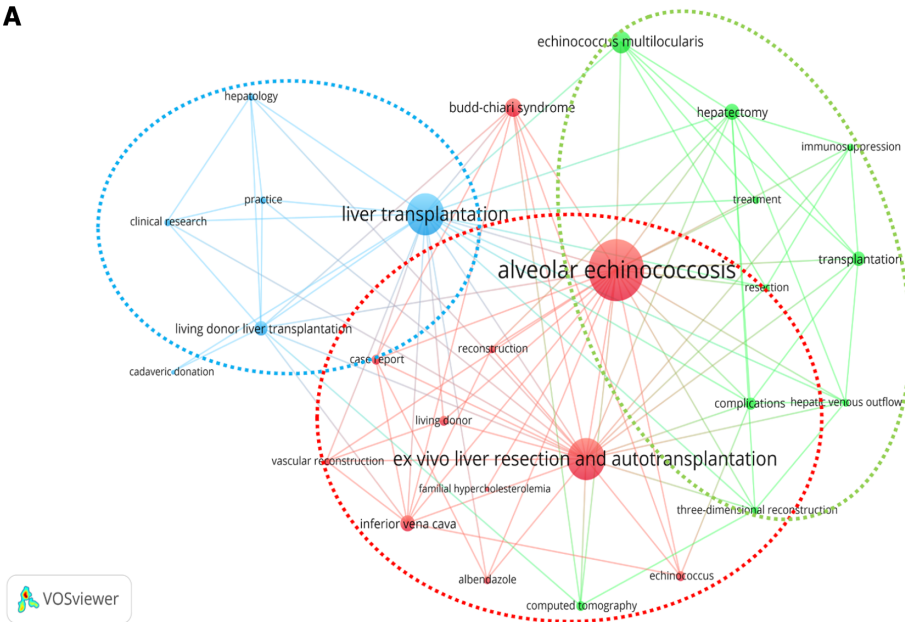 A
echinococcus multilocularis
hepatology
budd-chiari syndrome
hepatectomy
immunosuppression
practice
treatment
clinical research
liver transplantation
transplantation
alveolar echinococcosis
resection
living donor liver transplantation
reconstruction
case report
cadaveric donation
complications
hepatic venous outflow
living donor
vascular reconstruction
ex vivo liver resection and autotransplantation
familial hypercholesterolemia
three-dimensional reconstruction
inferior vena cava
albendazole
echinococcus
computed tomography
VOSviewer